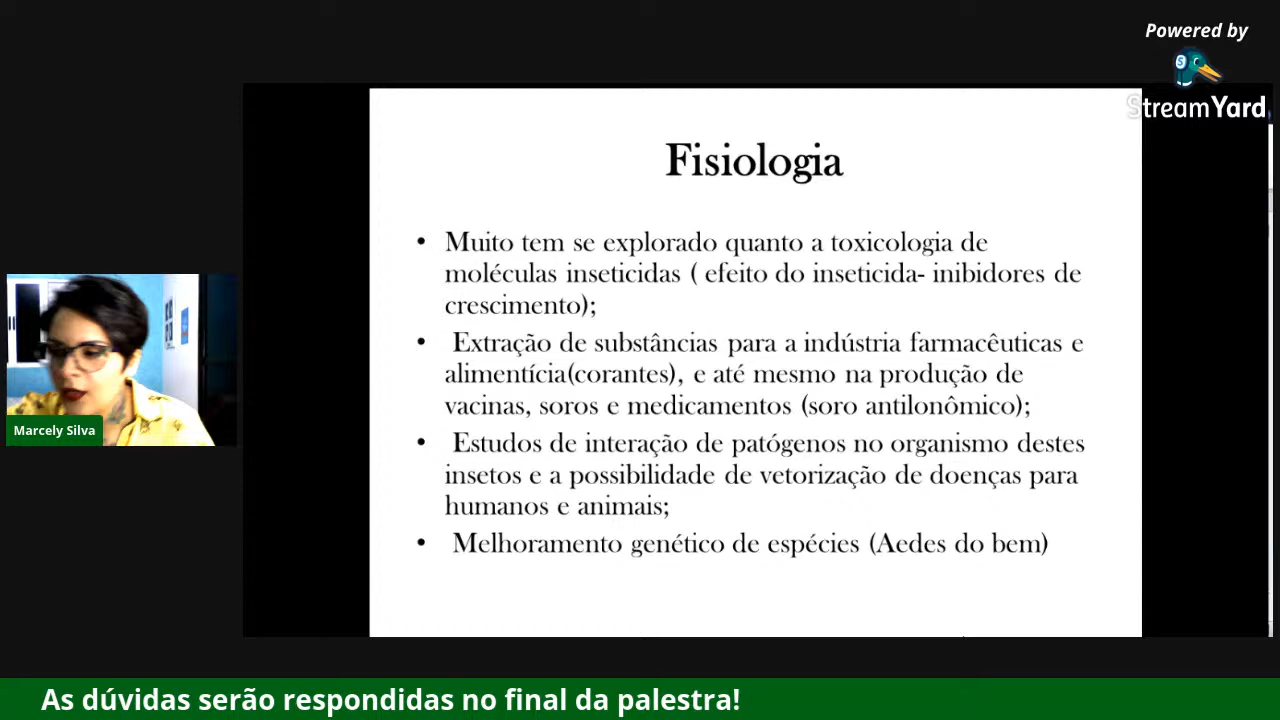 Powered by
StreamYard
Fisiologia
• Muito tem se explorado quanto a toxicologia de
moléculas inseticidas ( efeito do inseticida- inibidores de
crescimento);
• Extração de substâncias para a indústria farmacêuticas e
alimentícia(corantes), e até mesmo na produção de
vacinas, soros e medicamentos (soro antilonômico);
• Estudos de interação de patógenos no organismo destes
insetos e a possibilidade de vetorização de doenças para
humanos e animais;
• Melhoramento genético de espécies (Aedes do bem)
Marcely Silva
As dúvidas serão respondidas no final da palestra!